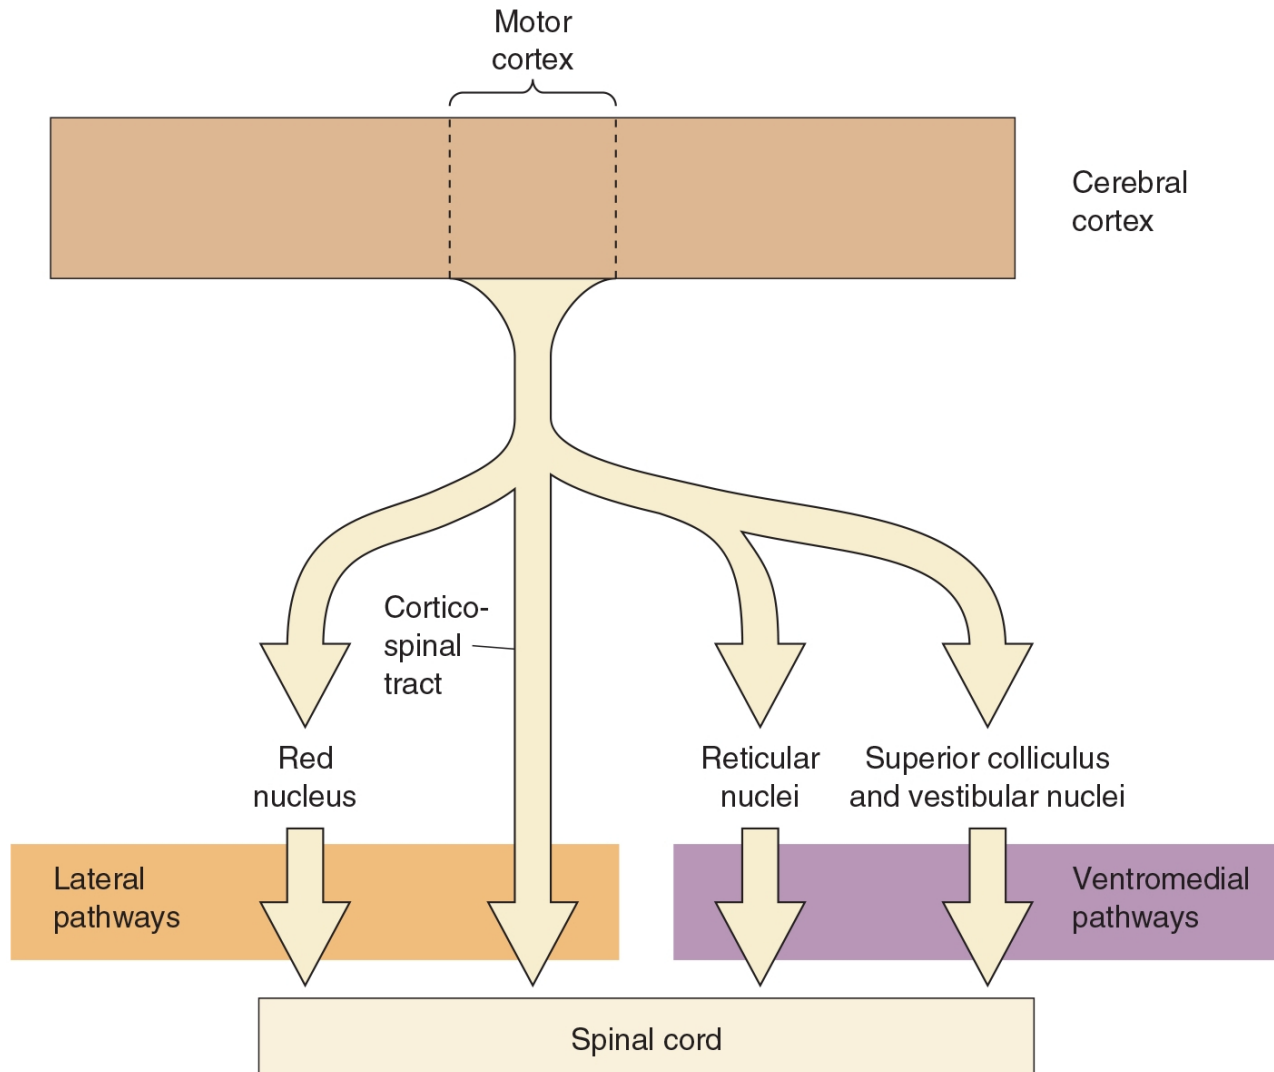 Motor
cortex
Cerebral
cortex
Cortico-
spinal
tract
Red
nucleus
Reticular
nuclei
Superior colliculus
and vestibular nuclei
Lateral
pathways
Ventromedial
pathways
Spinal cord